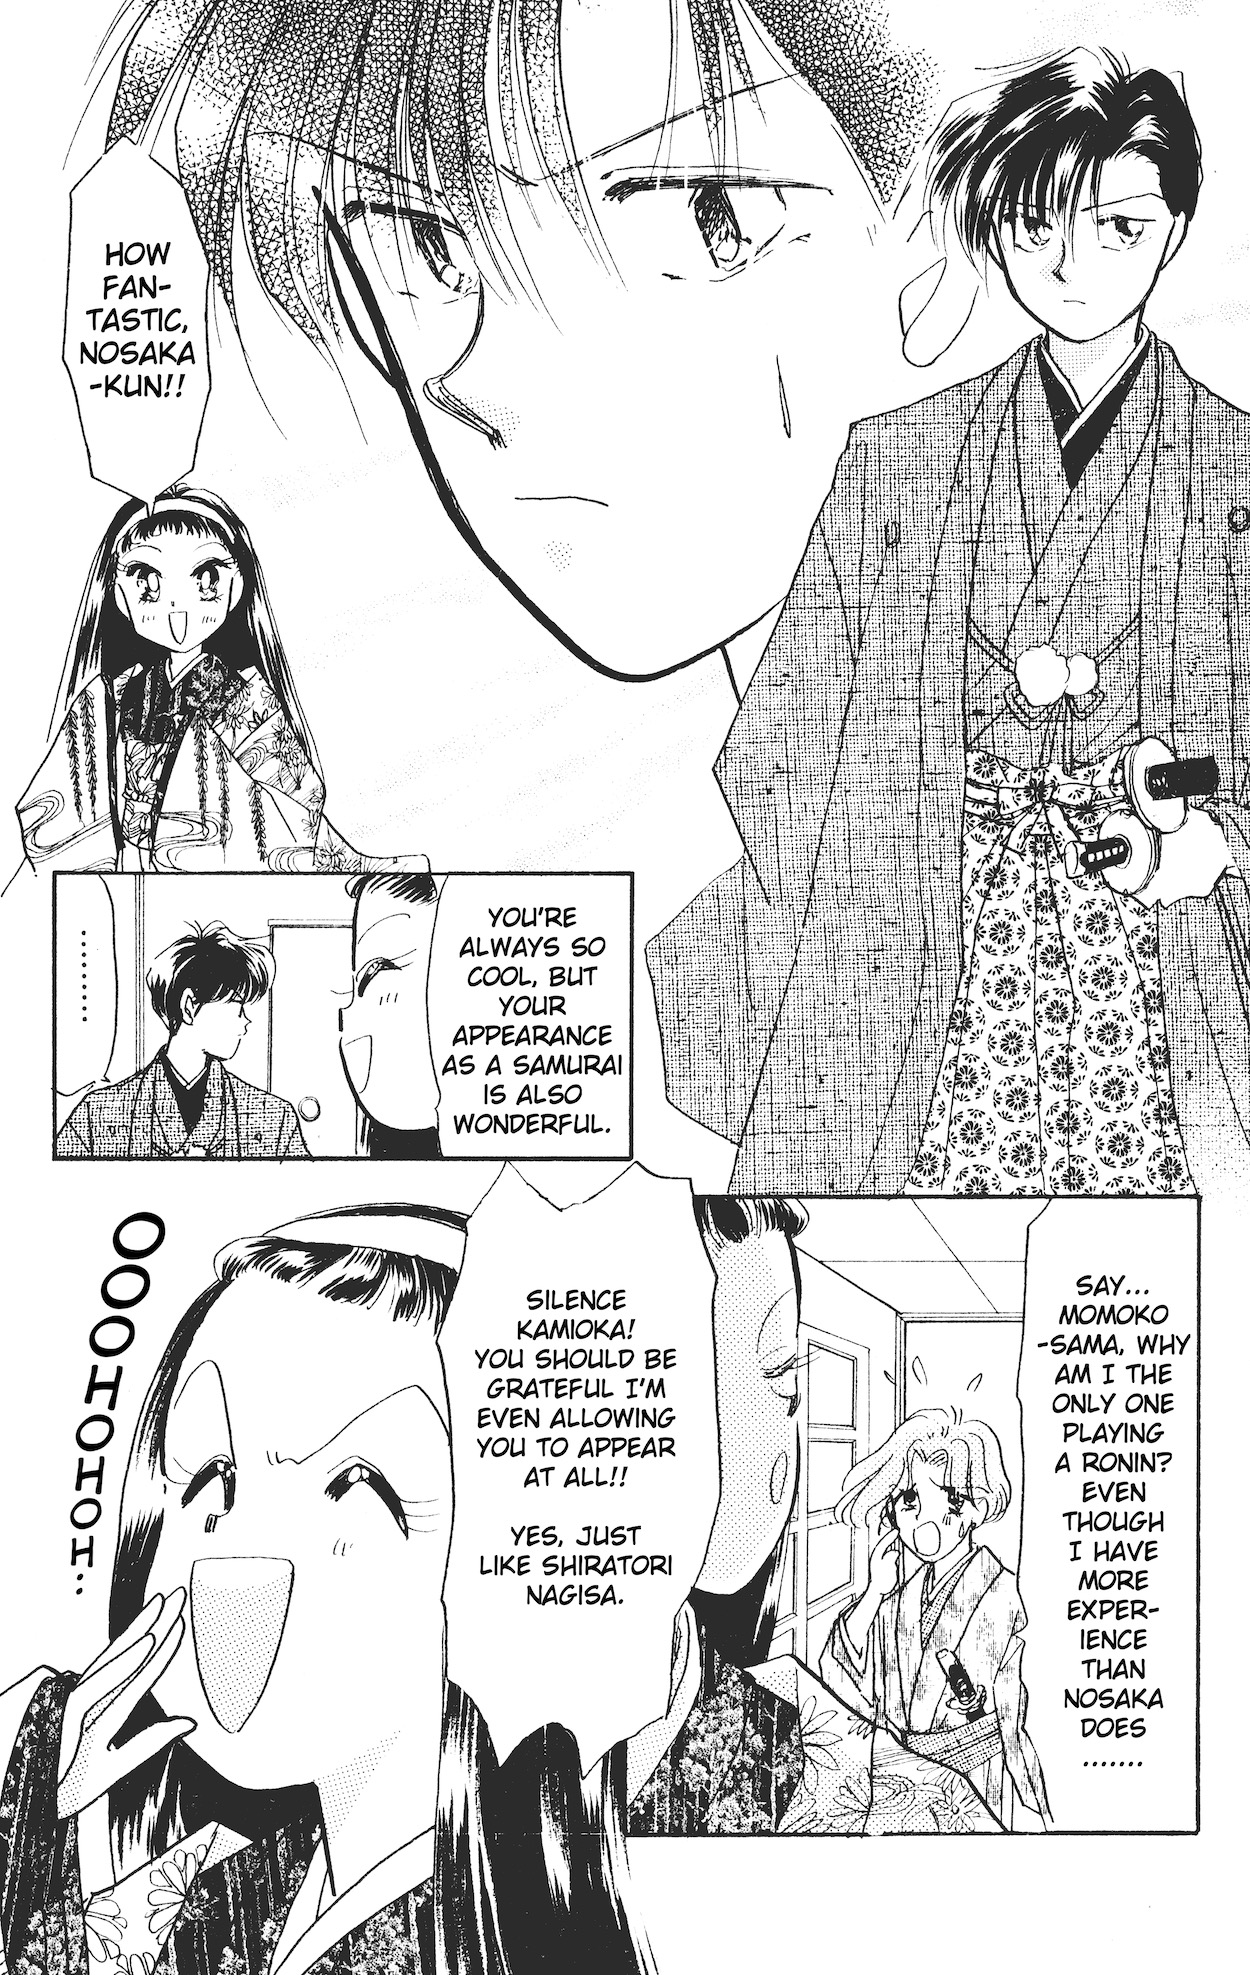 HOW
FAN-
TASTIC,
NOSAKA
-KUN!!
YOU'RE
ALWAYS SO
COOL, BUT
YOUR
APPEARANCE
AS A SAMURAI
IS ALSO
WONDERFUL.
........
SAY...
MOMOKO
-SAMA, WHY
AM I THE
ONLY ONE
PLAYING
A RONIN?
EVEN
THOUGH
I HAVE
MORE
EXPER-
IENCE
THAN
NOSAKA
DOES
.......
SILENCE
KAMIOKA!
YOU SHOULD BE
GRATEFUL I'M
EVEN ALLOWING
YOU TO APPEAR
AT ALL!!
YES, JUST
LIKE SHIRATORI
NAGISA.
OOOHOHOHOH...